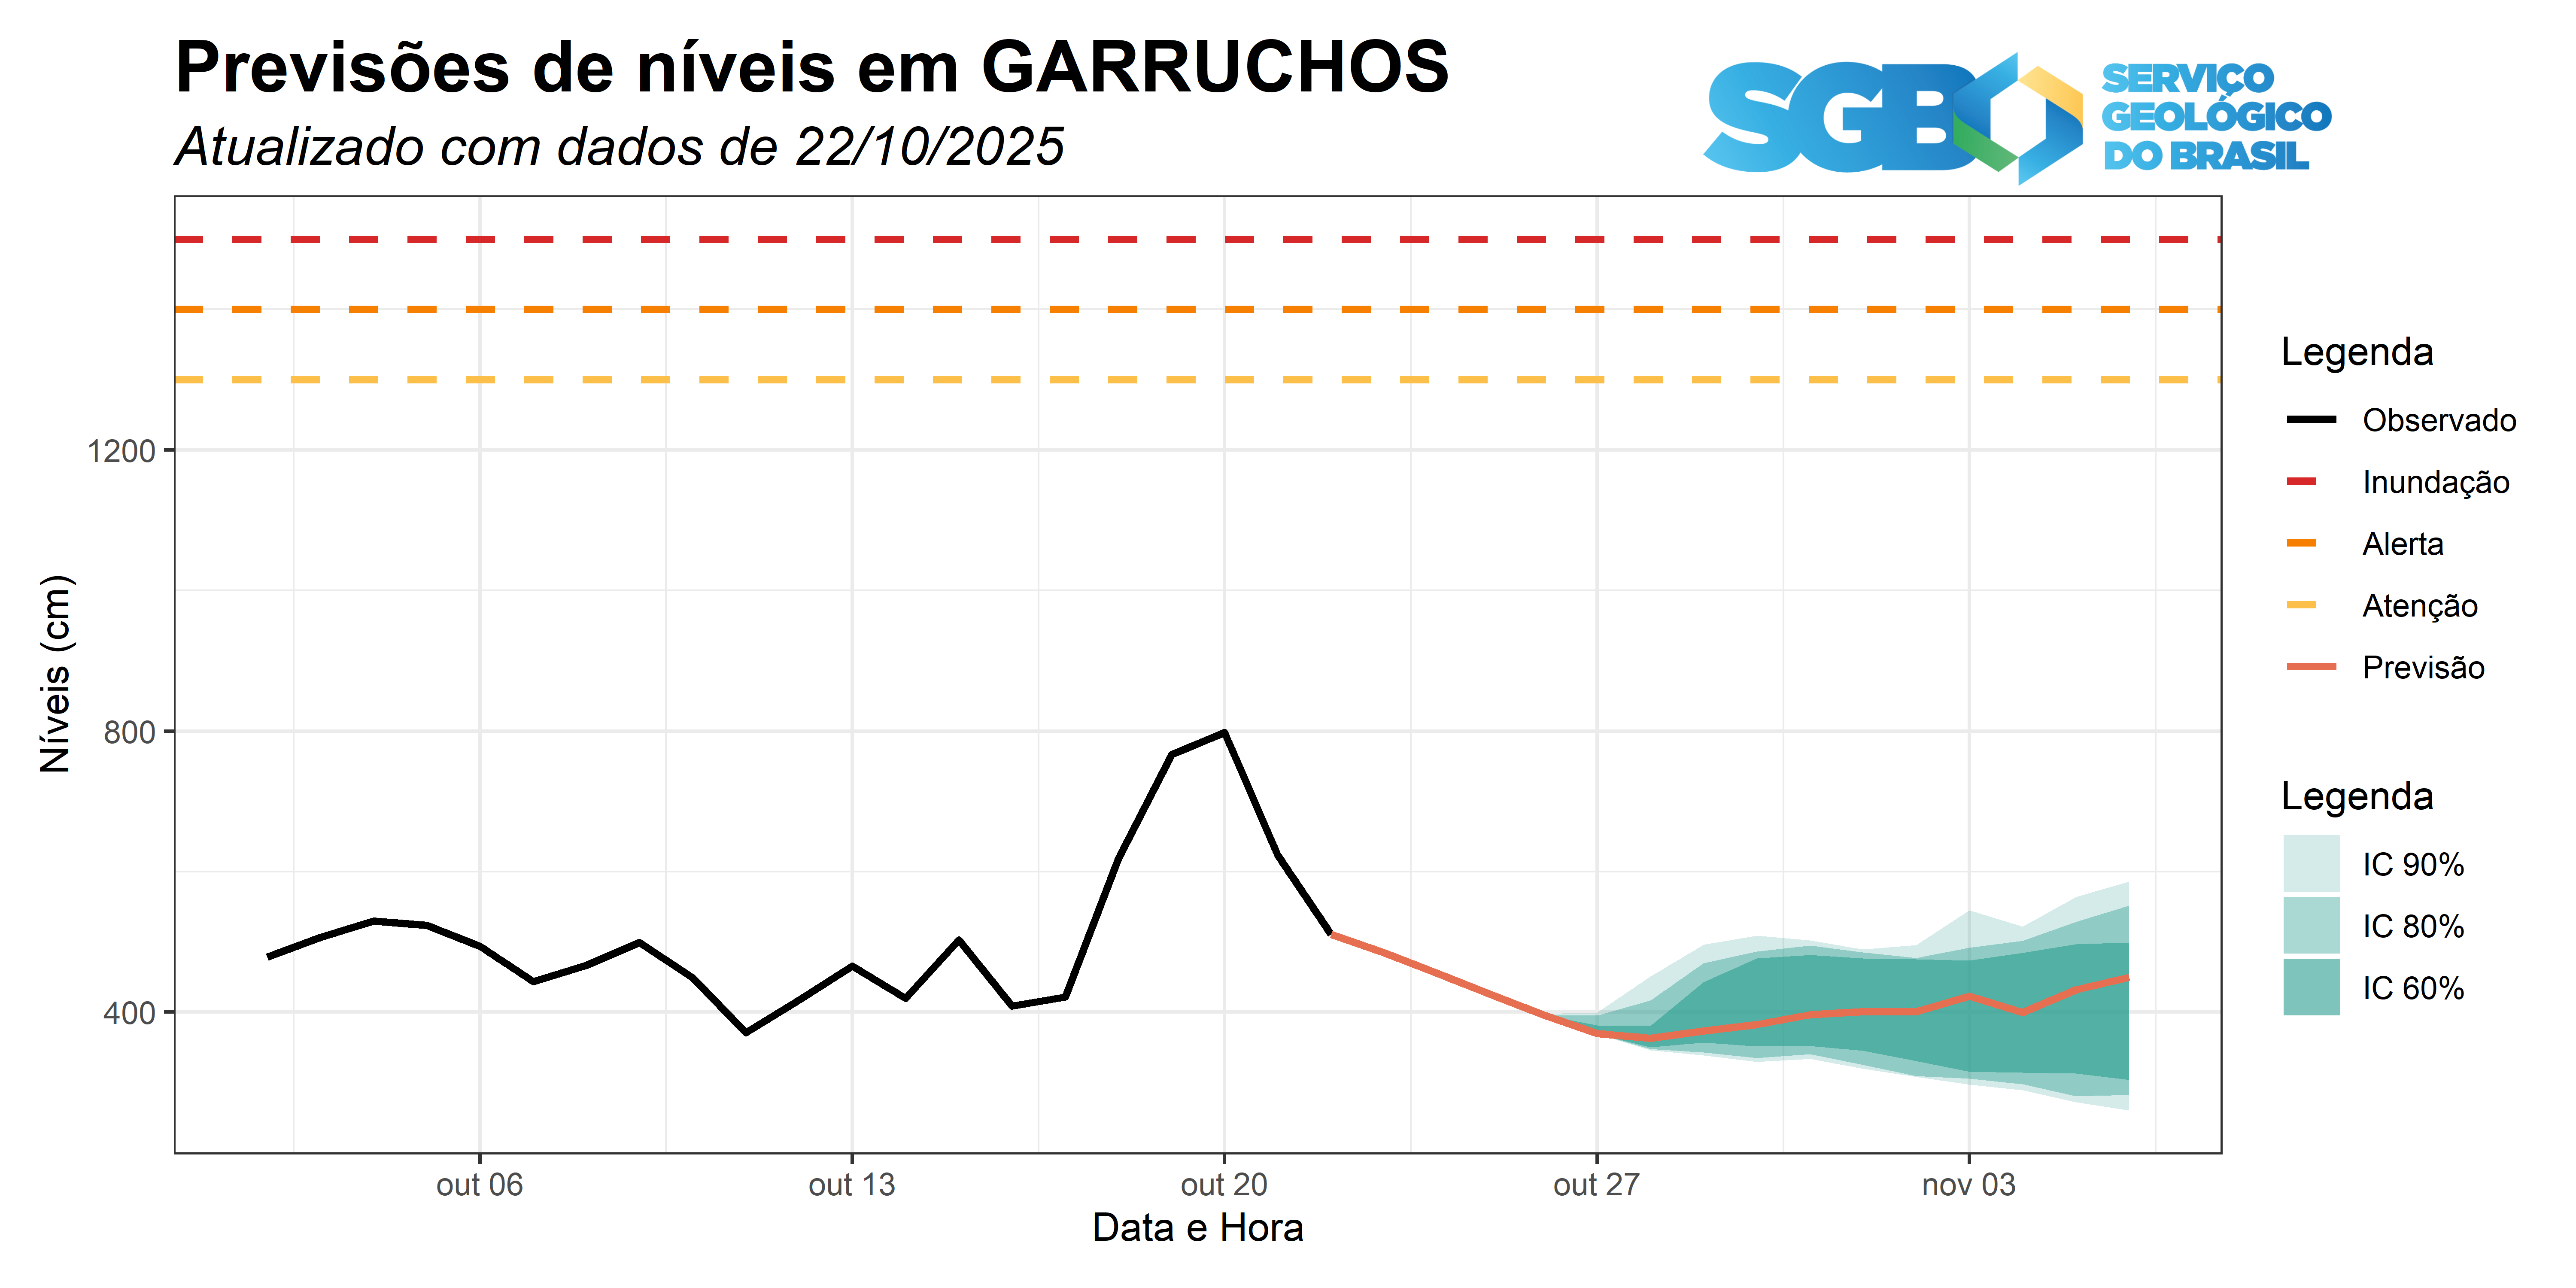 Previsões de níveis em GARRUCHOS
Atualizado com dados de 22/10/2025
SGB
SERVIÇO
GEOLÓGICO
DO BRASIL
Níveis (cm)
1200
800
400
out 06
out 13
out 20
out 27
nov 03
Data e Hora
Legenda
Observado
Inundação
Alerta
Atenção
Previsão
Legenda
IC 90%
IC 80%
IC 60%